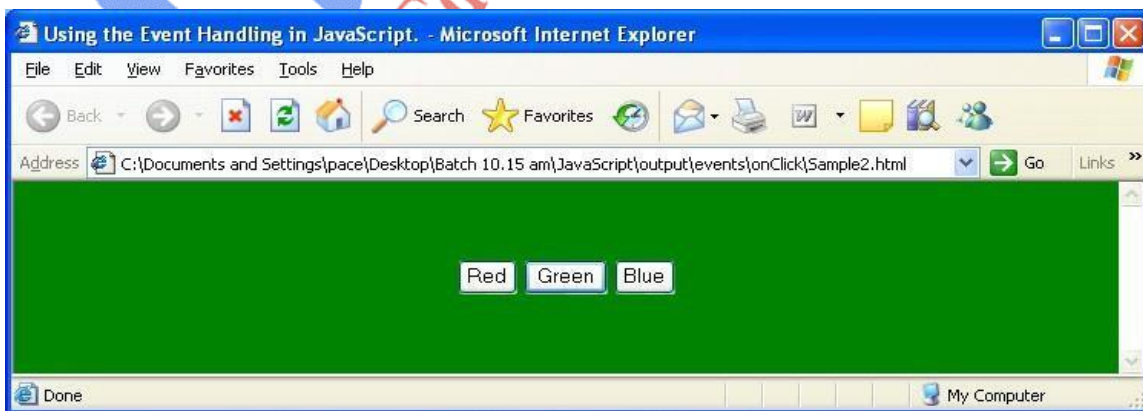 Using the Event Handling in JavaScript. - Microsoft Internet Explorer
File Edit View Favorites Tools Help
Back Search Favorites W
Address C:\Documents and Settings\pace\Desktop\Batch 10.15 am\JavaScript\output\events\onClick\Sample2.html Go Links »
Red Green Blue
Done My Computer